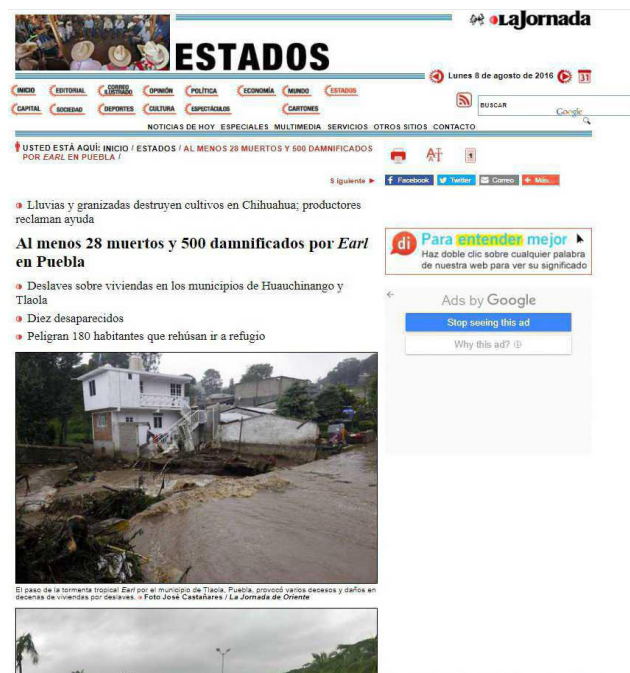 La Jornada
ESTADOS
Lunes 8 de agosto de 2016
31
INICIO EDITORIAL CORREO ILUSTRADO OPINIÓN POLÍTICA ECONOMÍA MUNDO ESTADOS
CAPITAL SOCIEDAD DEPORTES CULTURA ESPECTÁCULOS CARTONES
BUSCAR
Google
NOTICIAS DE HOY ESPECIALES MULTIMEDIA SERVICIOS OTROS SITIOS CONTACTO
USTED ESTÁ AQUÍ: INICIO / ESTADOS / AL MENOS 28 MUERTOS Y 500 DAMNIFICADOS
POR EARL EN PUEBLA /
Siguiente
Facebook Twitter Correo Más...
Lluvias y granizadas destruyen cultivos en Chihuahua; productores
reclaman ayuda
Al menos 28 muertos y 500 damnificados por Earl
en Puebla
Deslaves sobre viviendas en los municipios de Huauchinango y
Tlaola
Diez desaparecidos
Peligran 180 habitantes que rehúsan ir a refugio
di Para entender mejor
Haz doble clic sobre cualquier palabra
de nuestra web para ver su significado
Ads by Google
Stop seeing this ad
Why this ad?
El paso de la tormenta tropical Earl por el municipio de Tlaola, Puebla, provocó varios decesos y daños en
decenas de viviendas por deslaves. Foto José Castañares / La Jornada de Oriente